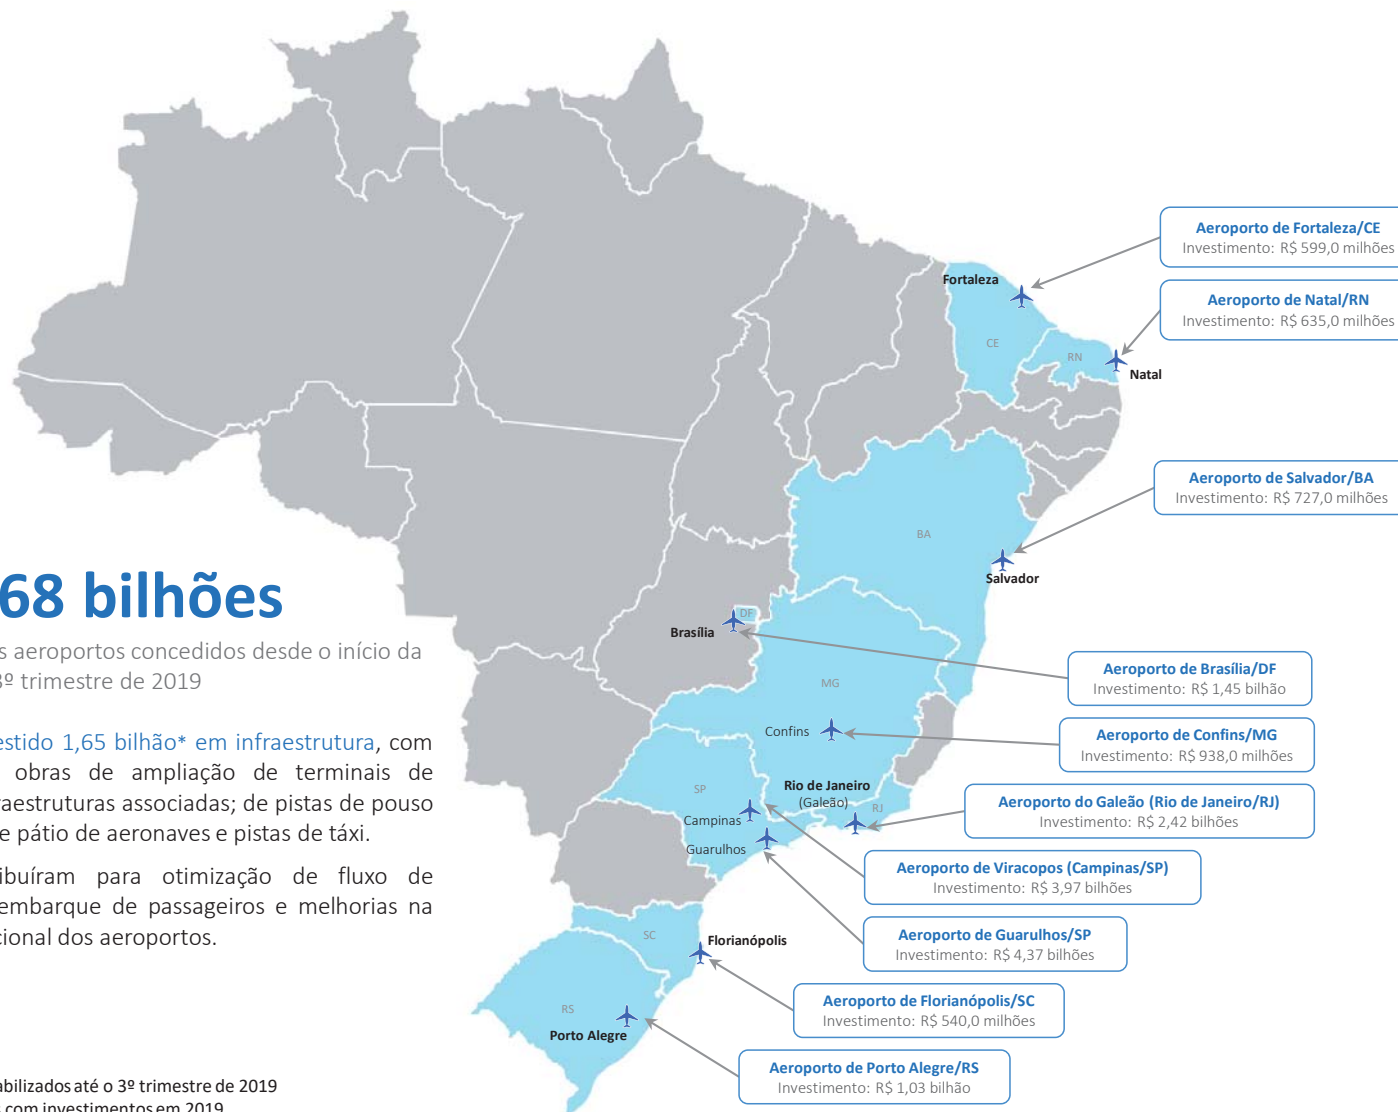 Aeroporto de Fortaleza/CE
Investimento: R$ 599,0 milhões
Fortaleza
Aeroporto de Natal/RN
Investimento: R$ 635,0 milhões
CE
RN
Natal
Aeroporto de Salvador/BA
Investimento: R$ 727,0 milhões
BA
Salvador
68 bilhões
s aeroportos concedidos desde o início da
3º trimestre de 2019
DF
Brasília
Aeroporto de Brasília/DF
Investimento: R$ 1,45 bilhão
MG
Confins
Aeroporto de Confins/MG
Investimento: R$ 938,0 milhões
estido 1,65 bilhão* em infraestrutura, com
obras de ampliação de terminais de
raestruturas associadas; de pistas de pouso
e pátio de aeronaves e pistas de táxi.
ibuíram para otimização de fluxo de
embarque de passageiros e melhorias na
cional dos aeroportos.
SP
Rio de Janeiro
(Galeão)
RJ
Aeroporto do Galeão (Rio de Janeiro/RJ)
Investimento: R$ 2,42 bilhões
Campinas
Guarulhos
Aeroporto de Viracopos (Campinas/SP)
Investimento: R$ 3,97 bilhões
Aeroporto de Guarulhos/SP
Investimento: R$ 4,37 bilhões
SC
Florianópolis
Aeroporto de Florianópolis/SC
Investimento: R$ 540,0 milhões
RS
Porto Alegre
Aeroporto de Porto Alegre/RS
Investimento: R$ 1,03 bilhão
abilizados até o 3º trimestre de 2019
s com investimentos em 2019